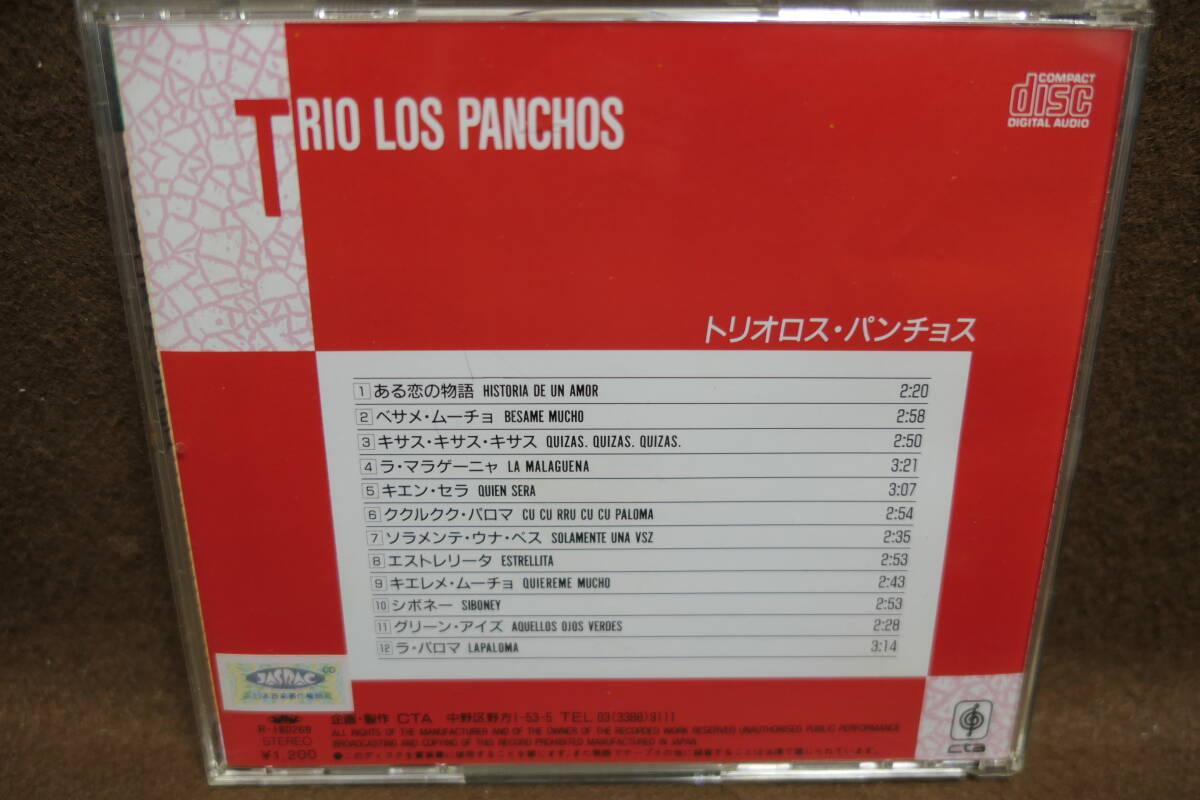 COMPACT
disc
DIGITAL AUDIO
TRIO LOS PANCHOS
トリオロス・パンチョス
1 ある恋の物語 HISTORIA DE UN AMOR 2:20
2 ベサメ・ムーチョ BESAME MUCHO 2:58
3 キサス・キサス・キサス QUIZAS. QUIZAS. QUIZAS. 2:50
4 ラ・マラゲーニャ LA MALAGUENA 3:21
5 キエン・セラ QUIEN SERA 3:07
6 ククルクク・パロマ CU CU RRU CU CU PALOMA 2:54
7 ソラメンテ・ウナ・ベス SOLAMENTE UNA VSZ 2:35
8 エストレリータ ESTRELLITA 2:53
9 キエレメ・ムーチョ QUIEREME MUCHO 2:43
10 シボネー SIBONEY 2:53
11 グリーン・アイズ AQUELLOS OJOS VERDES 2:28
12 ラ・パロマ LAPALOMA 3:14
JASRAC
CD
企画・製作 CTA 中野区野方1-53-5 TEL 03(3388)9111
R-180269
STEREO
¥1,200
ALL RIGHTS OF THE MANUFACTURER AND OF THE OWNER OF THE RECORDED WORK RESERVED UNAUTHORISED PUBLIC PERFORMANCE
BROADCASTING AND COPYING OF THIS RECORD PROHIBITED MANUFACTURED IN JAPAN
cta